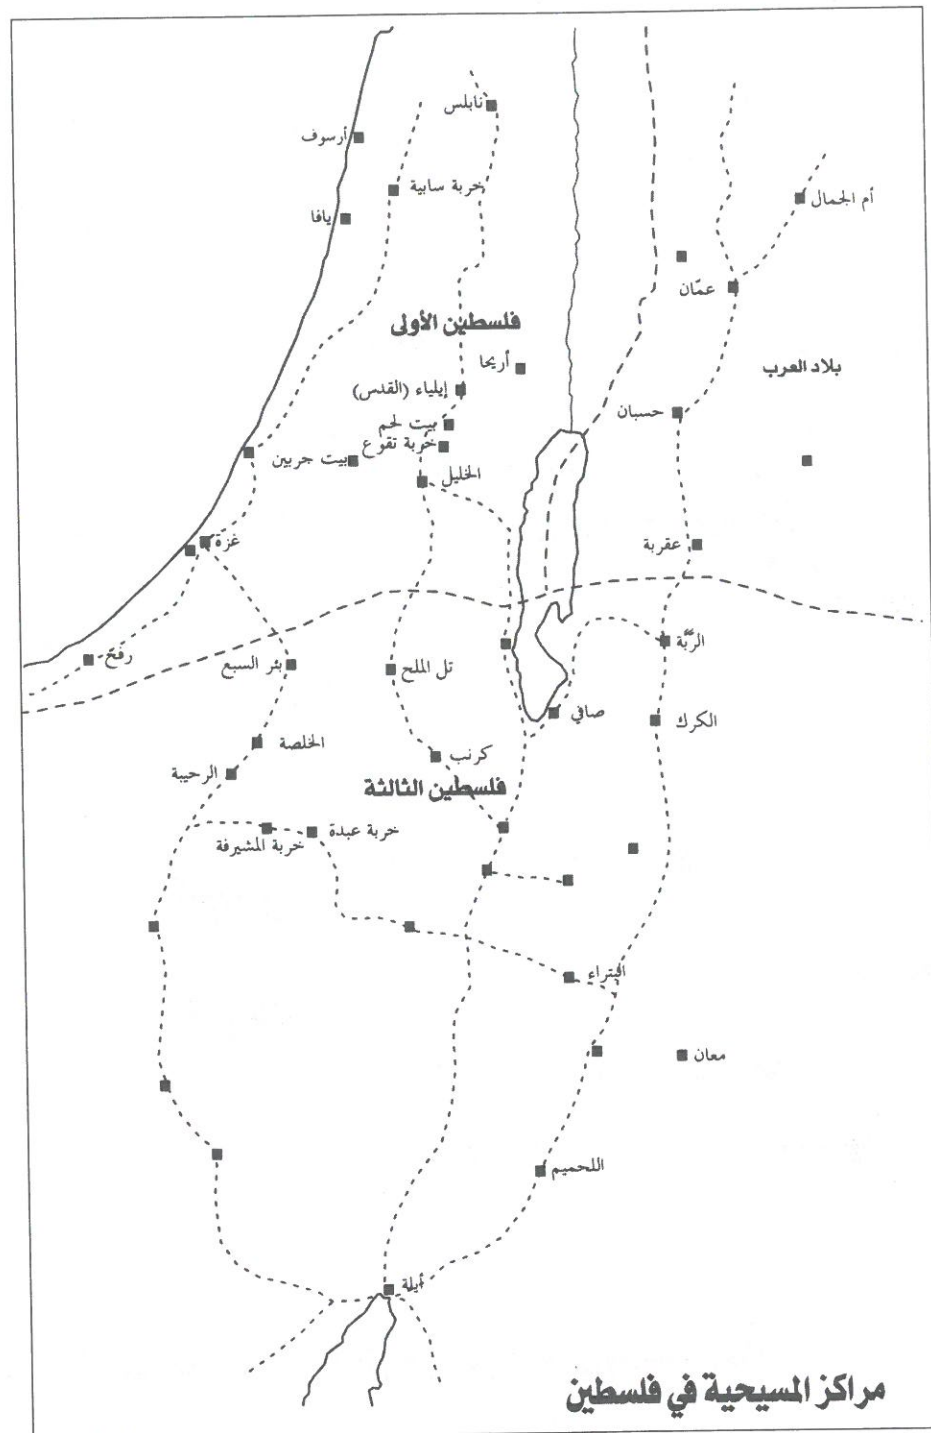 نابلس
أرسوف
خربة سابية
أم الجمال
يافا
عمّان
فلسطين الأولى
أريحا
بلاد العرب
إيلياء (القدس)
حسبان
بيت لحم
خربة تقوع
بيت جربين
الخليل
غزة
عقربة
الربّة
رفح
بئر السبع
تل الملح
صافي
الكرك
الخلصة
كرنب
الرحيبة
فلسطين الثالثة
خربة عبدة
خربة المشيرفة
البتراء
معان
اللحميم
أيلة
مراكز المسيحية في فلسطين